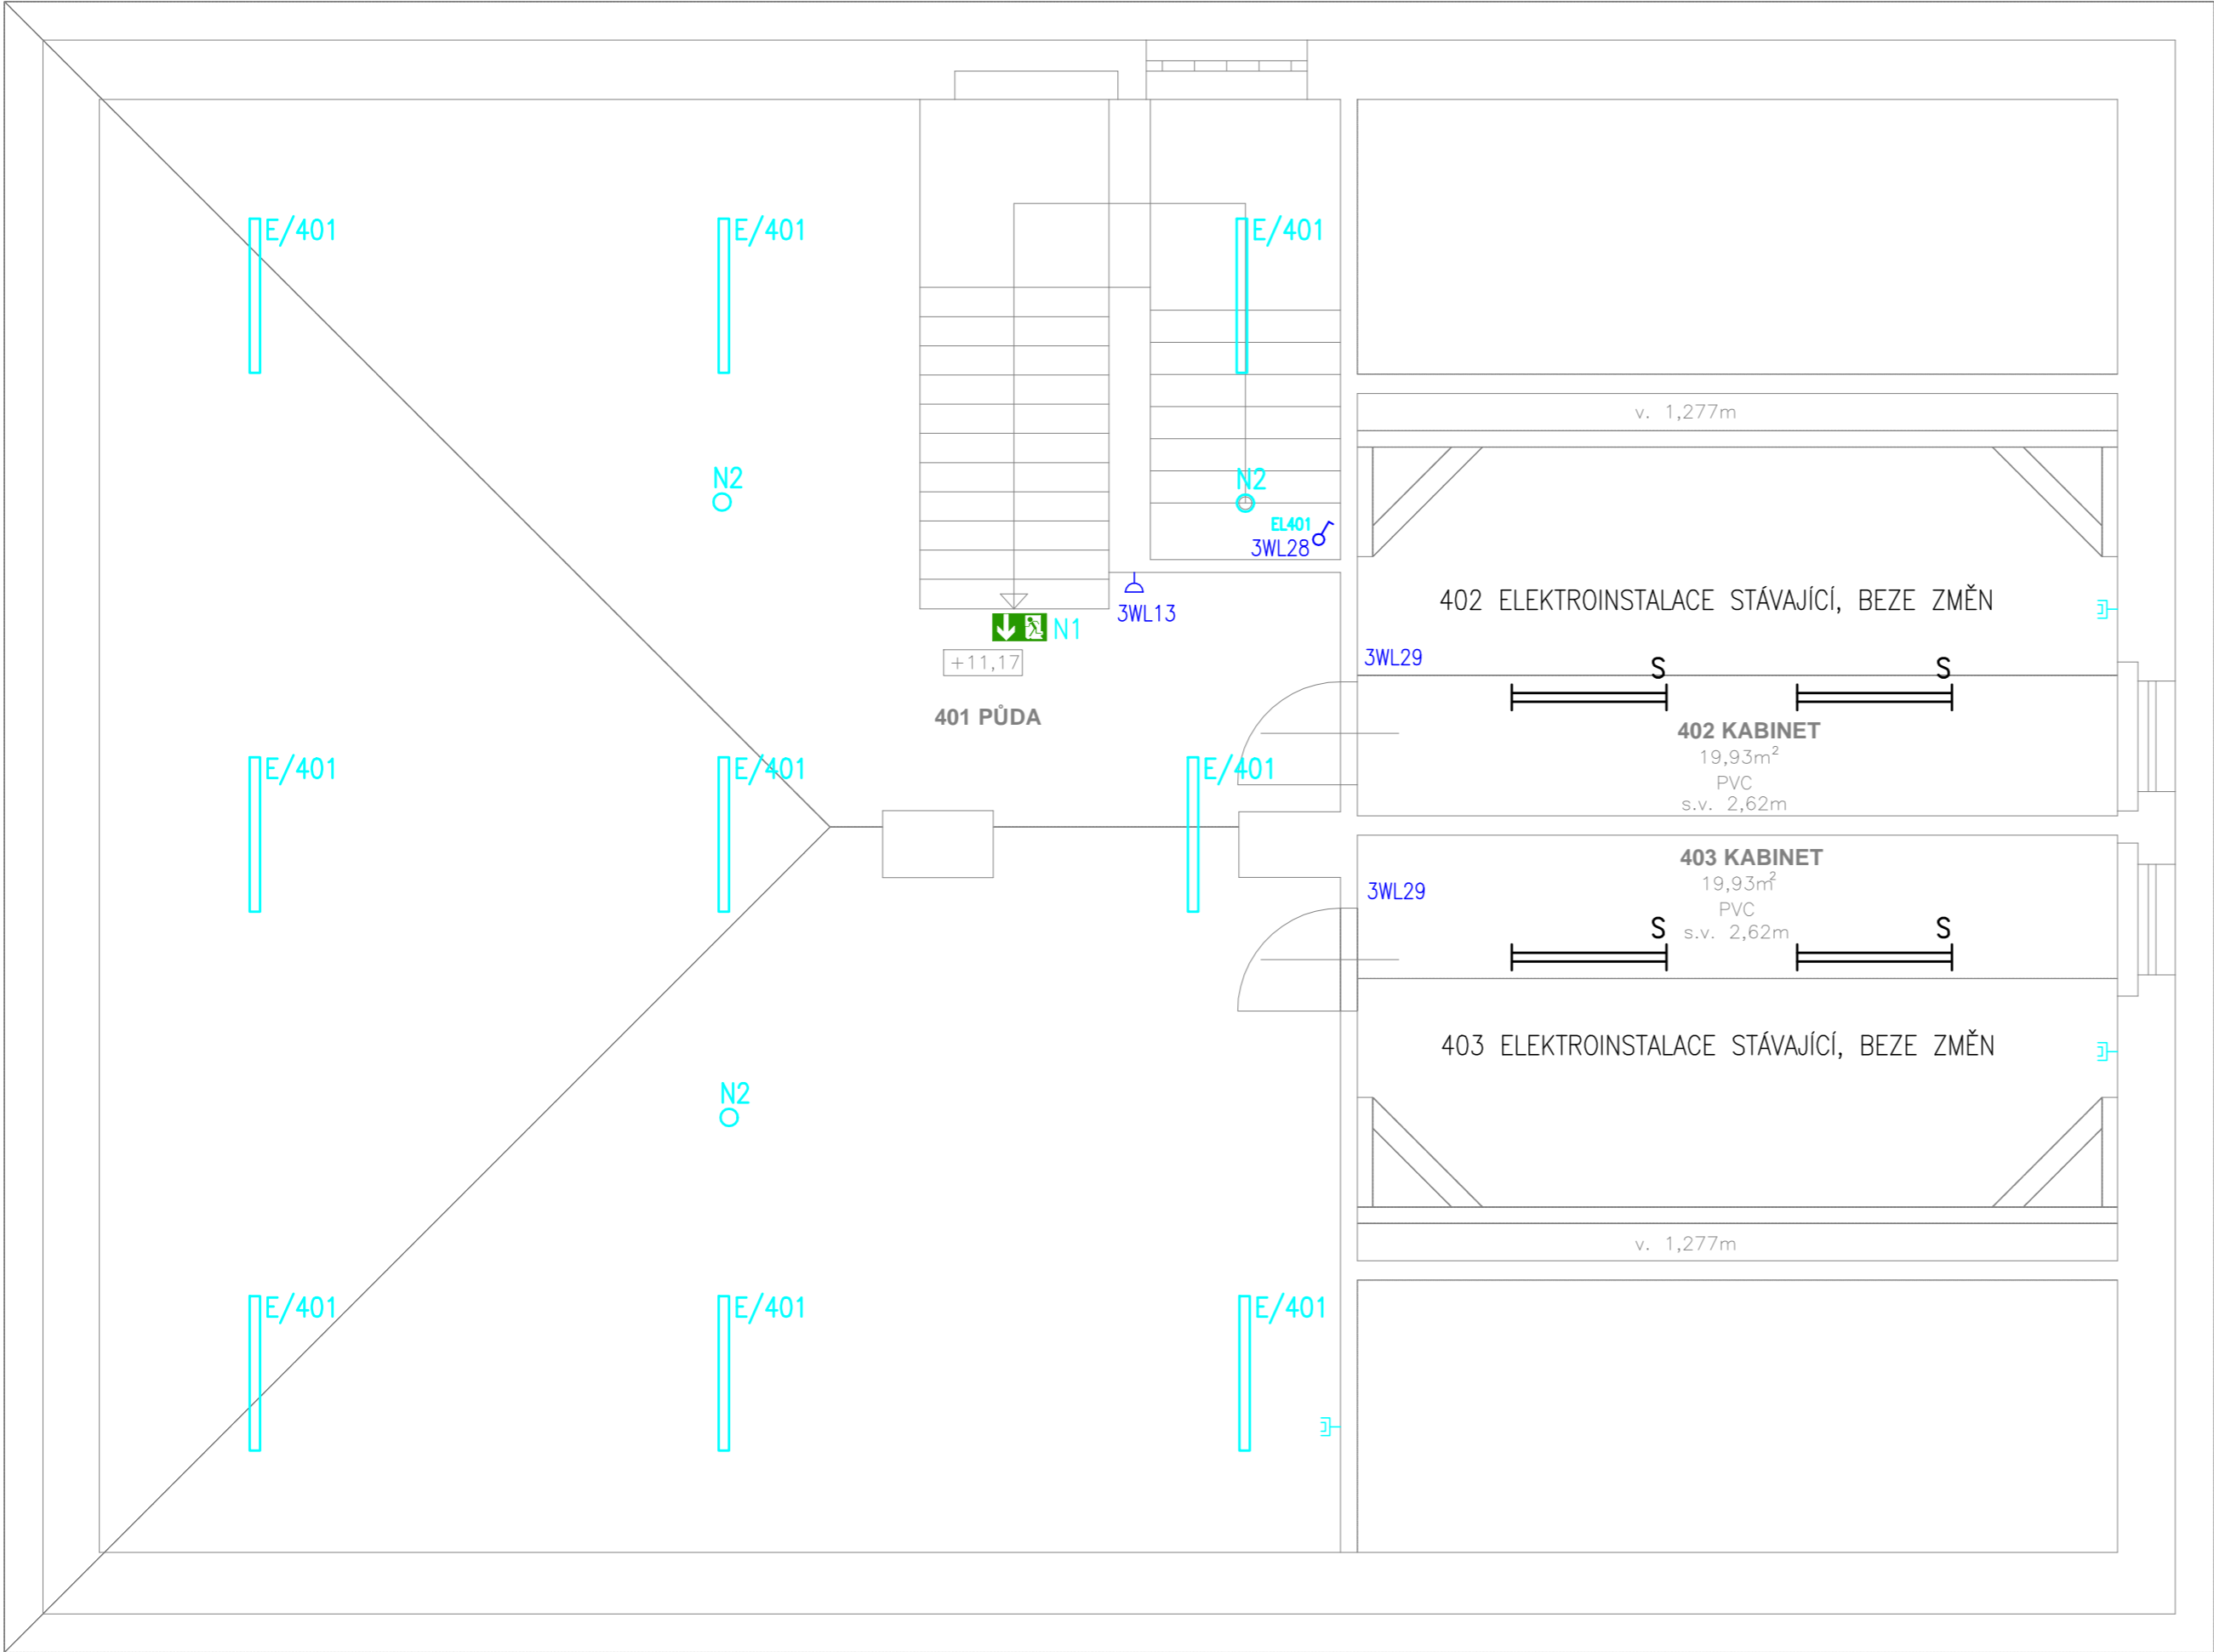 E/401
E/401
E/401
v. 1,277m
N2
N2
EL401
3WL28
402 ELEKTROINSTALACE STÁVAJÍCÍ, BEZE ZMĚN
3WL13
N1
+11,17
3WL29
S
S
401 PŮDA
402 KABINET
19,93m²
PVC
s.v. 2,62m
E/401
E/401
E/401
403 KABINET
19,93m²
PVC
s.v. 2,62m
3WL29
S
S
403 ELEKTROINSTALACE STÁVAJÍCÍ, BEZE ZMĚN
N2
v. 1,277m
E/401
E/401
E/401